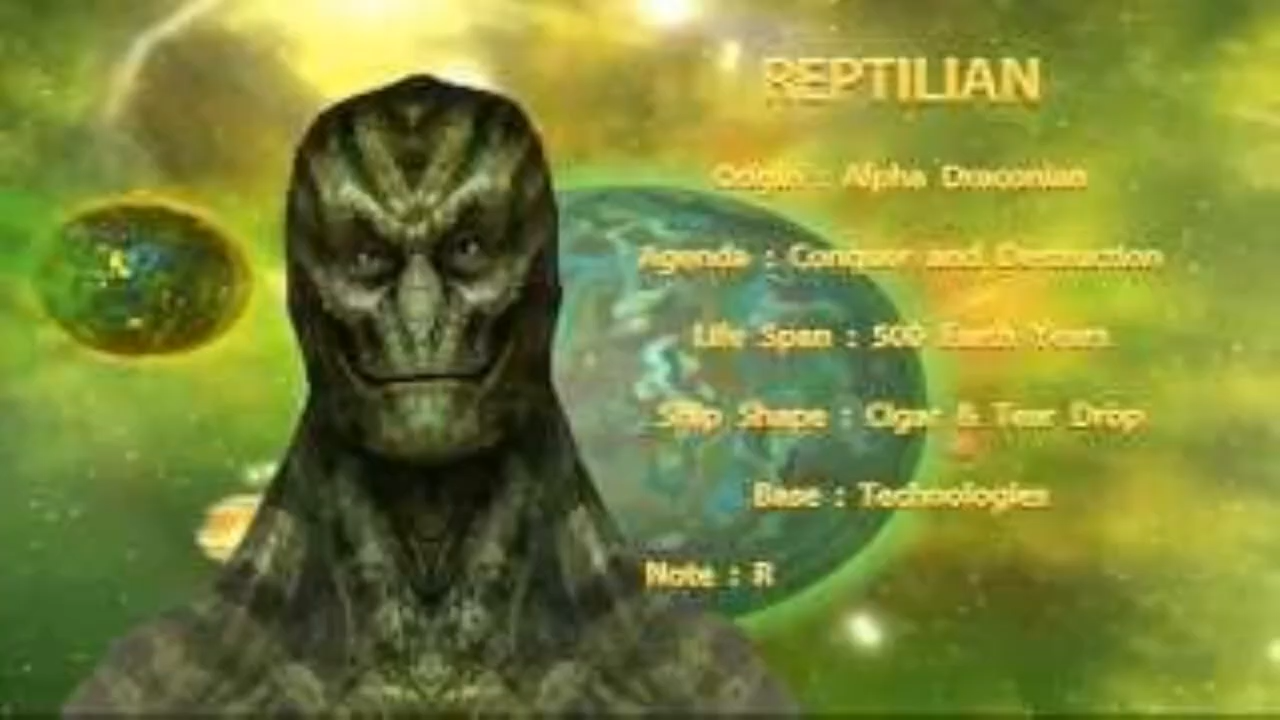 REPTILIAN
Origin : Alpha Draconian
Agenda : Conquer and Destruction
Life Span : 500 Earth Years
Ship Shape : Cigar & Tear Drop
Base : Technologies
Note : R